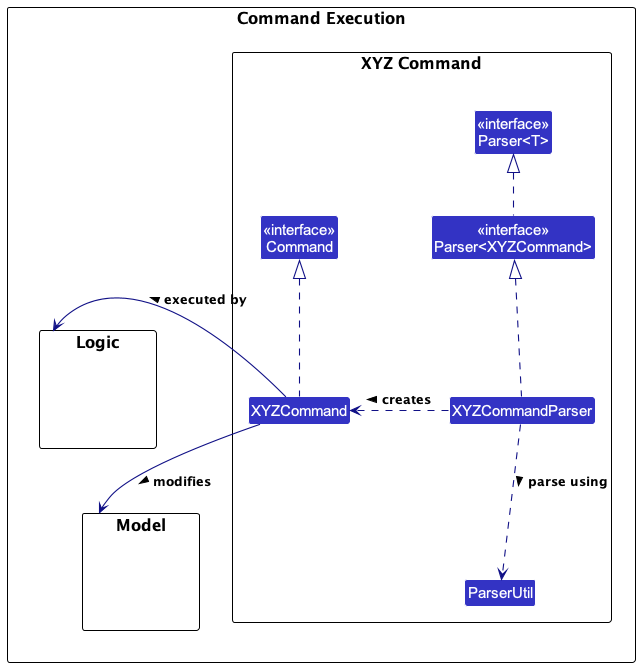 Command Execution
XYZ Command
«interface»
Parser<T>
«interface»
Command
«interface»
Parser<XYZCommand>
executed by
Logic
XYZCommand
creates
XYZCommandParser
modifies
parse using
Model
ParserUtil